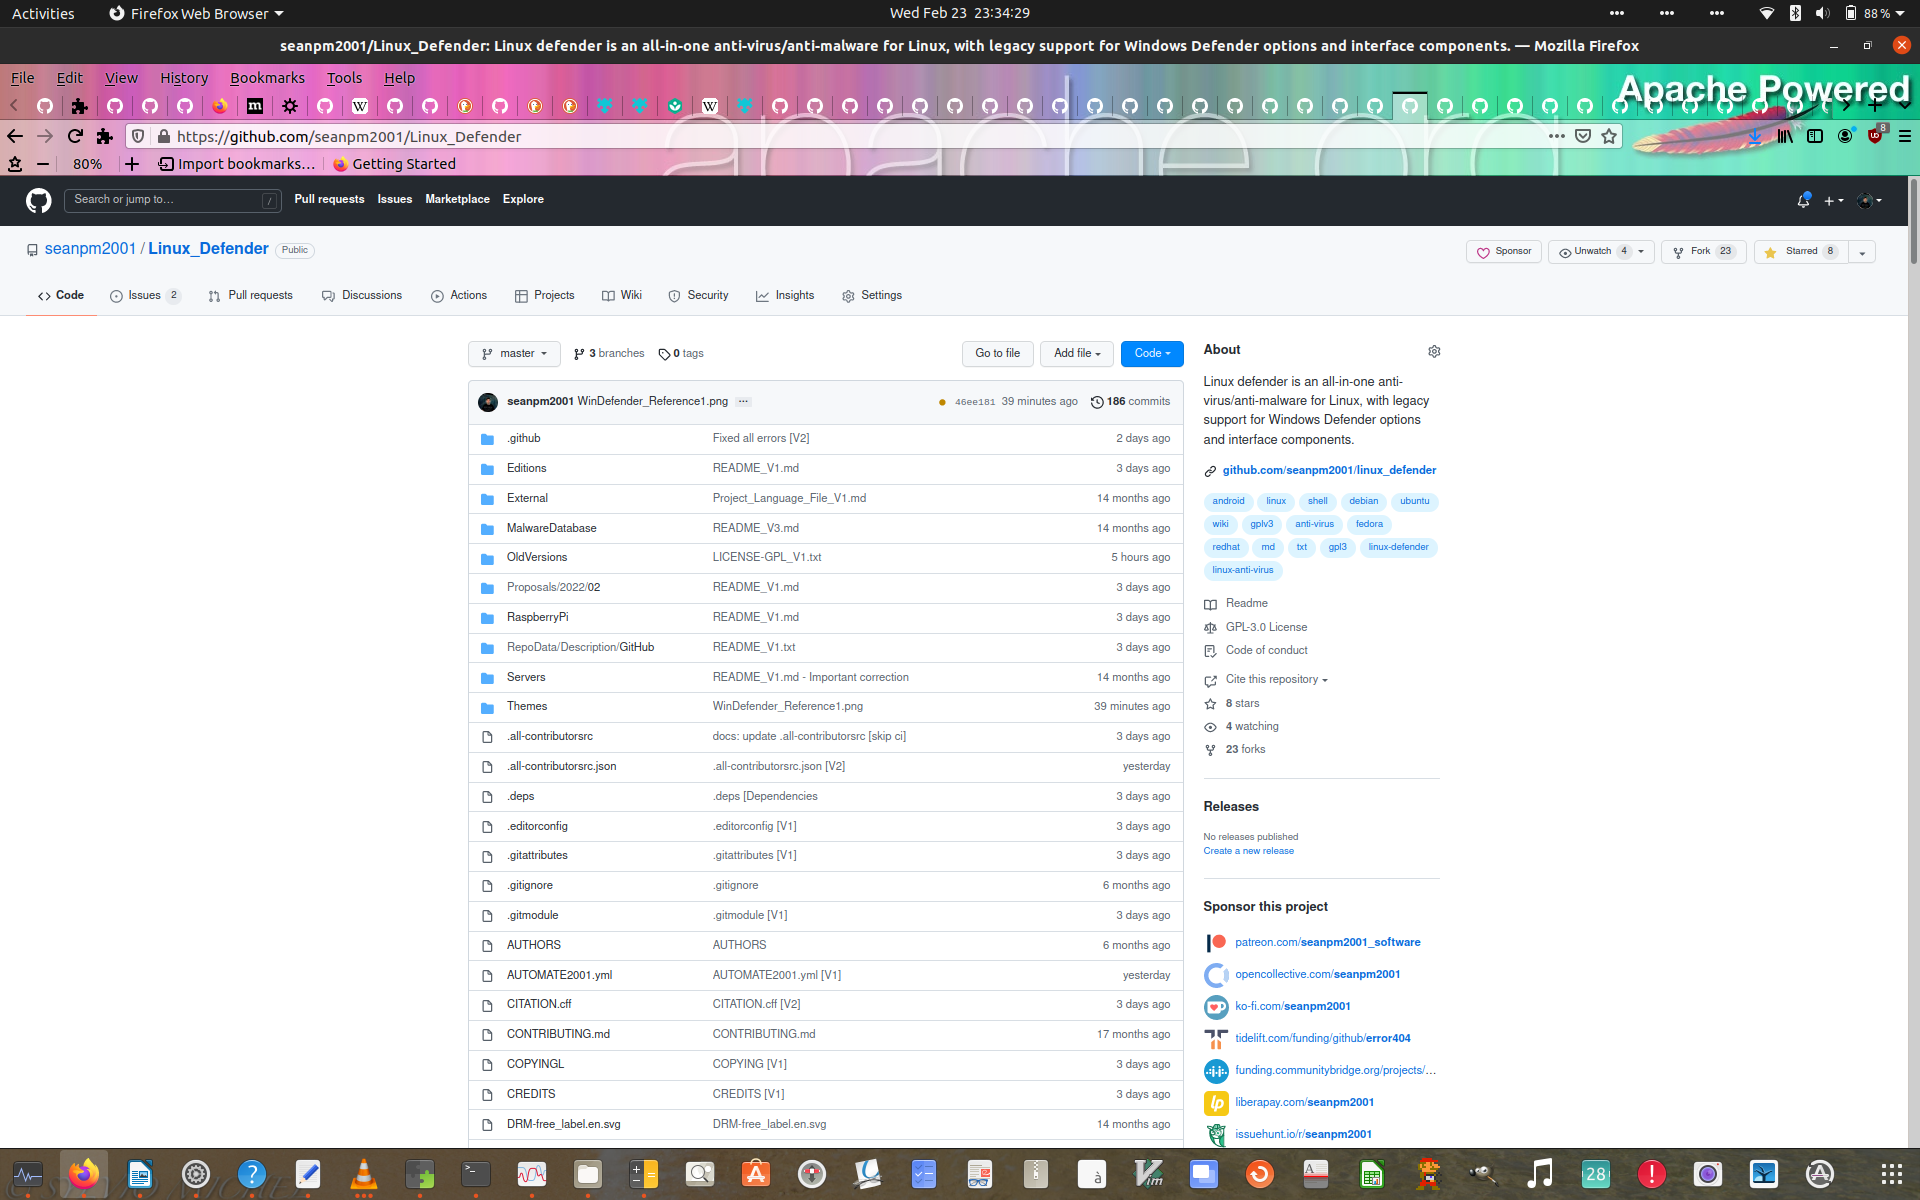 Activities
Firefox Web Browser
Wed Feb 23  23:34:29
88 %
seanpm2001/Linux_Defender: Linux defender is an all-in-one anti-virus/anti-malware for Linux, with legacy support for Windows Defender options and interface components. — Mozilla Firefox
File Edit View History Bookmarks Tools Help
Apache Powered
https://github.com/seanpm2001/Linux_Defender
8
80% Import bookmarks… Getting Started
Search or jump to… / Pull requests Issues Marketplace Explore
seanpm2001 / Linux_Defender Public
Sponsor Unwatch 4 Fork 23 Starred 8
Code Issues 2 Pull requests Discussions Actions Projects Wiki Security Insights Settings
master 3 branches 0 tags Go to file Add file Code
seanpm2001 WinDefender_Reference1.png ... 46ee181 39 minutes ago 186 commits
.github Fixed all errors [V2] 2 days ago
Editions README_V1.md 3 days ago
External Project_Language_File_V1.md 14 months ago
MalwareDatabase README_V3.md 14 months ago
OldVersions LICENSE-GPL_V1.txt 5 hours ago
Proposals/2022/02 README_V1.md 3 days ago
RaspberryPi README_V1.md 3 days ago
RepoData/Description/GitHub README_V1.txt 3 days ago
Servers README_V1.md - Important correction 14 months ago
Themes WinDefender_Reference1.png 39 minutes ago
.all-contributorsrc docs: update .all-contributorsrc [skip ci] 3 days ago
.all-contributorsrc.json .all-contributorsrc.json [V2] yesterday
.deps .deps [Dependencies 3 days ago
.editorconfig .editorconfig [V1] 3 days ago
.gitattributes .gitattributes [V1] 3 days ago
.gitignore .gitignore 6 months ago
.gitmodule .gitmodule [V1] 3 days ago
AUTHORS AUTHORS 6 months ago
AUTOMATE2001.yml AUTOMATE2001.yml [V1] yesterday
CITATION.cff CITATION.cff [V2] 3 days ago
CONTRIBUTING.md CONTRIBUTING.md 17 months ago
COPYINGL COPYING [V1] 3 days ago
CREDITS CREDITS [V1] 3 days ago
DRM-free_label.en.svg DRM-free_label.en.svg 14 months ago
About
Linux defender is an all-in-one anti-
virus/anti-malware for Linux, with legacy
support for Windows Defender options
and interface components.
github.com/seanpm2001/linux_defender
android linux shell debian ubuntu
wiki gplv3 anti-virus fedora
redhat md txt gpl3 linux-defender
linux-anti-virus
Readme
GPL-3.0 License
Code of conduct
Cite this repository
8 stars
4 watching
23 forks
Releases
No releases published
Create a new release
Sponsor this project
patreon.com/seanpm2001_software
opencollective.com/seanpm2001
ko-fi.com/seanpm2001
tidelift.com/funding/github/error404
funding.communitybridge.org/projects/…
liberapay.com/seanpm2001
issuehunt.io/r/seanpm2001
28